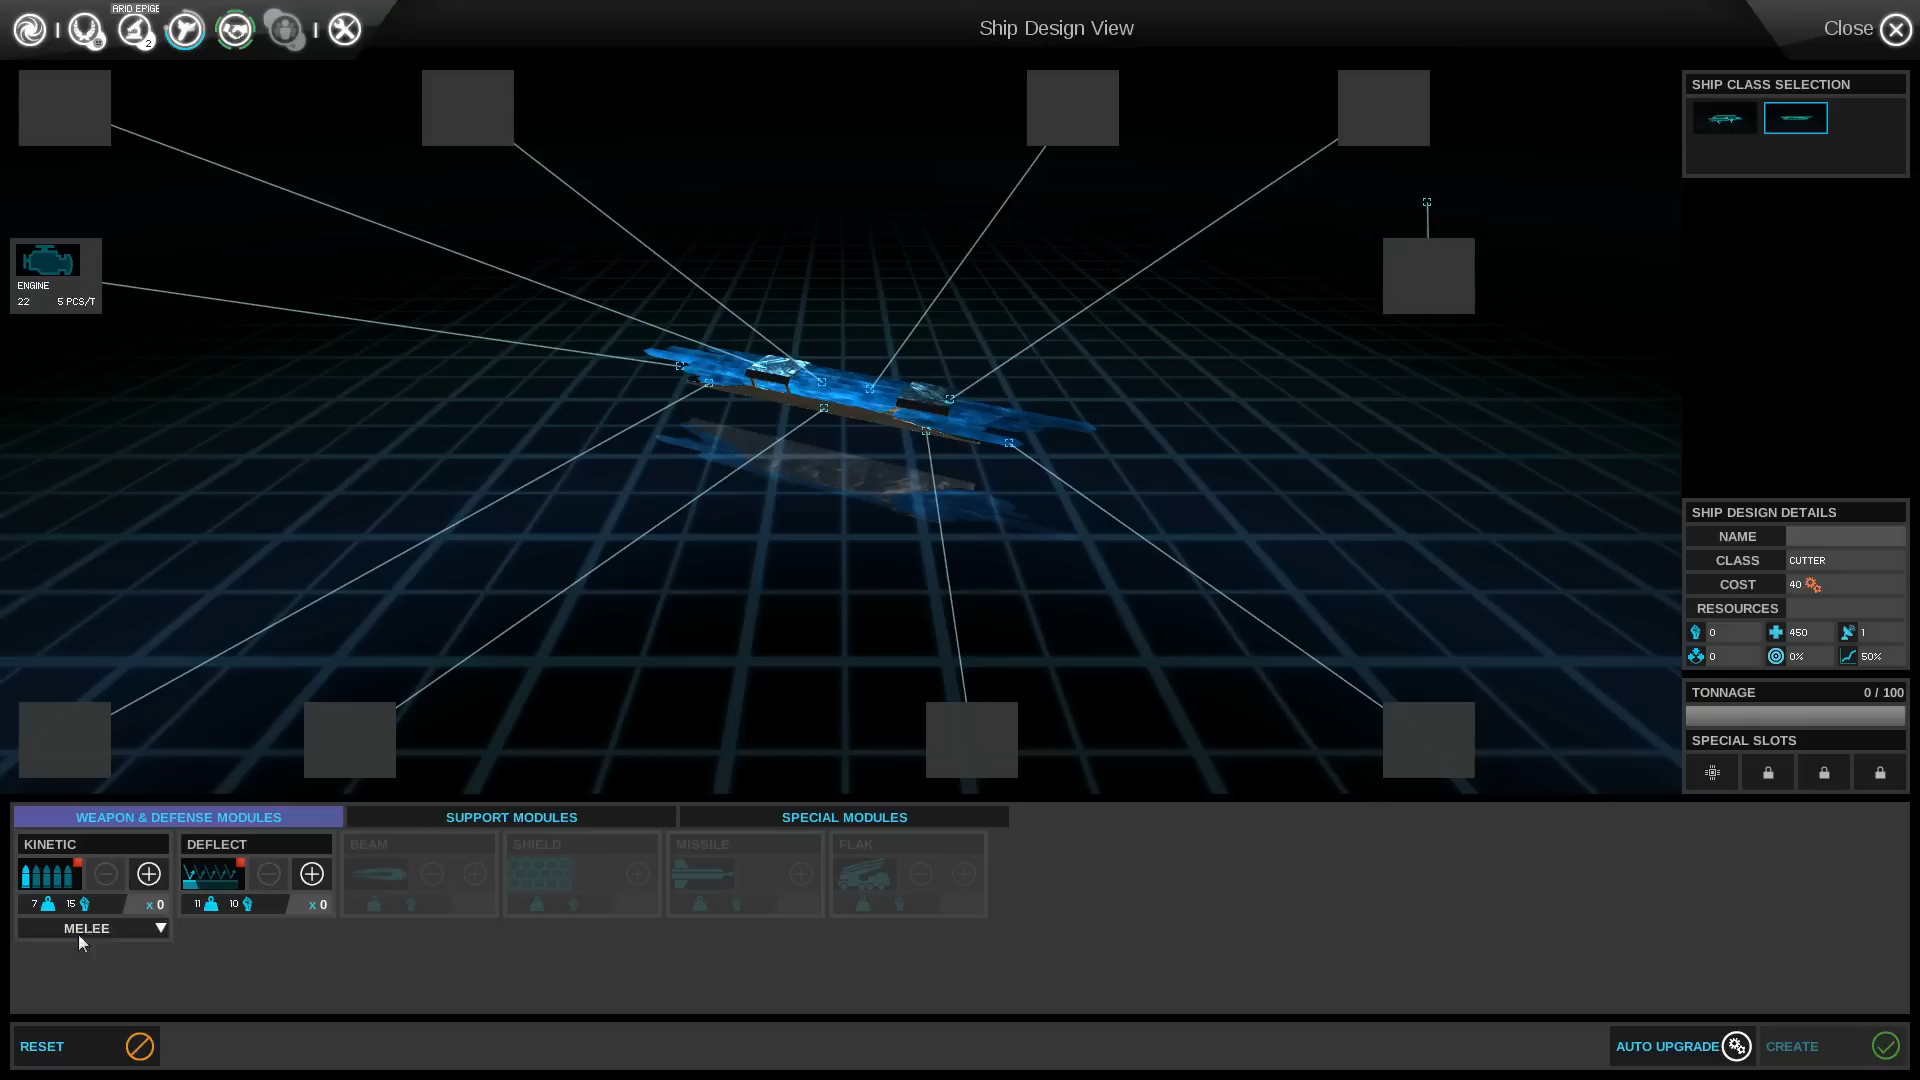 ARID EPIGE
2
Ship Design View
Close
SHIP CLASS SELECTION
ENGINE
22 5 PCS/T
SHIP DESIGN DETAILS
NAME
CLASS CUTTER
COST 40
RESOURCES
0 450 1
0 0% 50%
TONNAGE 0 / 100
SPECIAL SLOTS
WEAPON & DEFENSE MODULES SUPPORT MODULES SPECIAL MODULES
KINETIC DEFLECT BEAM SHIELD MISSILE FLAK
7 15 x 0 11 10 x 0
MELEE
RESET AUTO UPGRADE CREATE